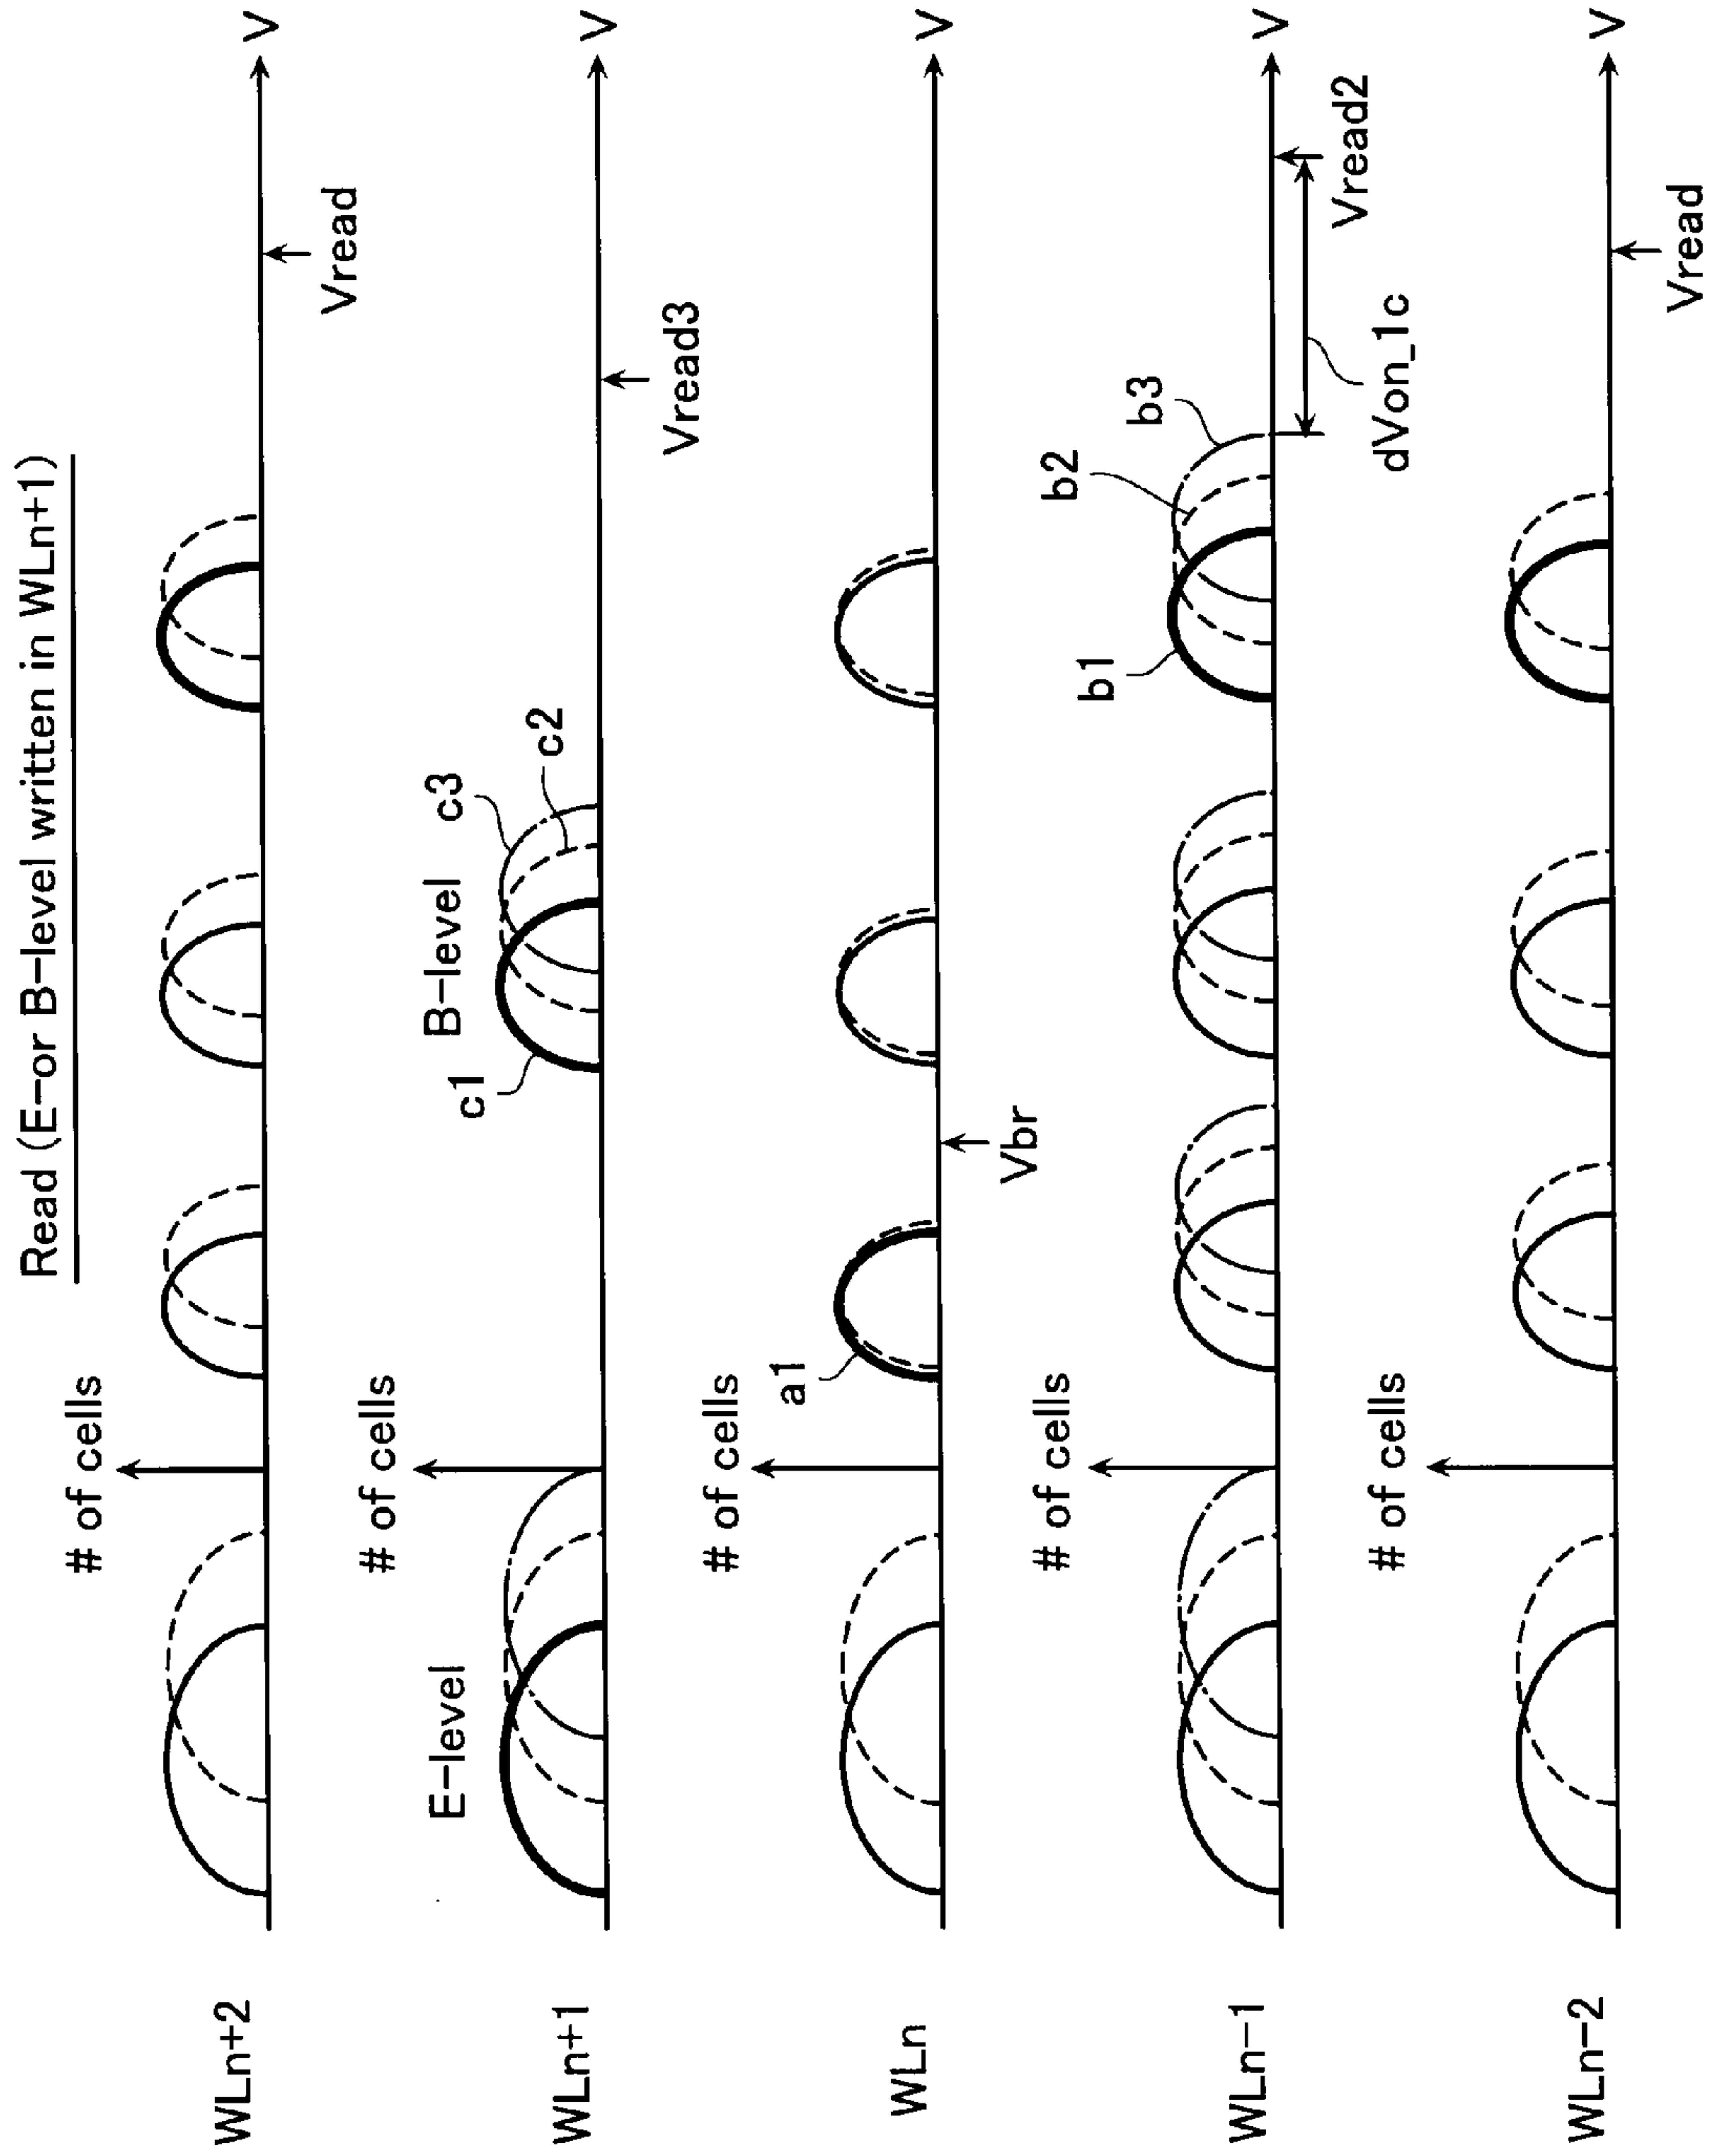 Read (E-or B-level written in WLn+1)
WLn+2
# of cells
Vread
V
WLn+1
# of cells
E-level
B-level
c1
c2
c3
Vread3
V
WLn
# of cells
a1
Vbr
V
WLn-1
# of cells
b1
b2
b3
dVon_1c
Vread2
V
WLn-2
# of cells
Vread
V